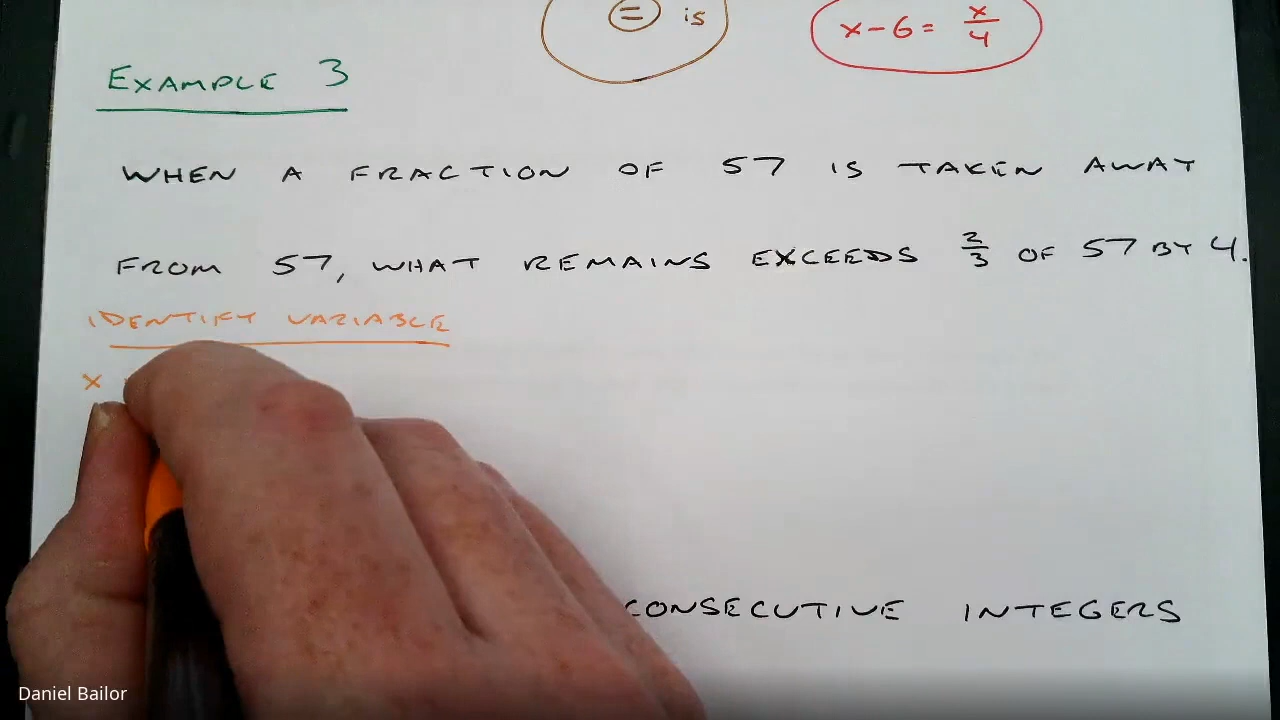 = is
x - 6 = x/4
EXAMPLE 3
WHEN A FRACTION OF 57 IS TAKEN AWAY
FROM 57, WHAT REMAINS EXCEEDS 2/3 OF 57 BY 4.
IDENTIFY VARIABLE
x
CONSECUTIVE INTEGERS
Daniel Bailor